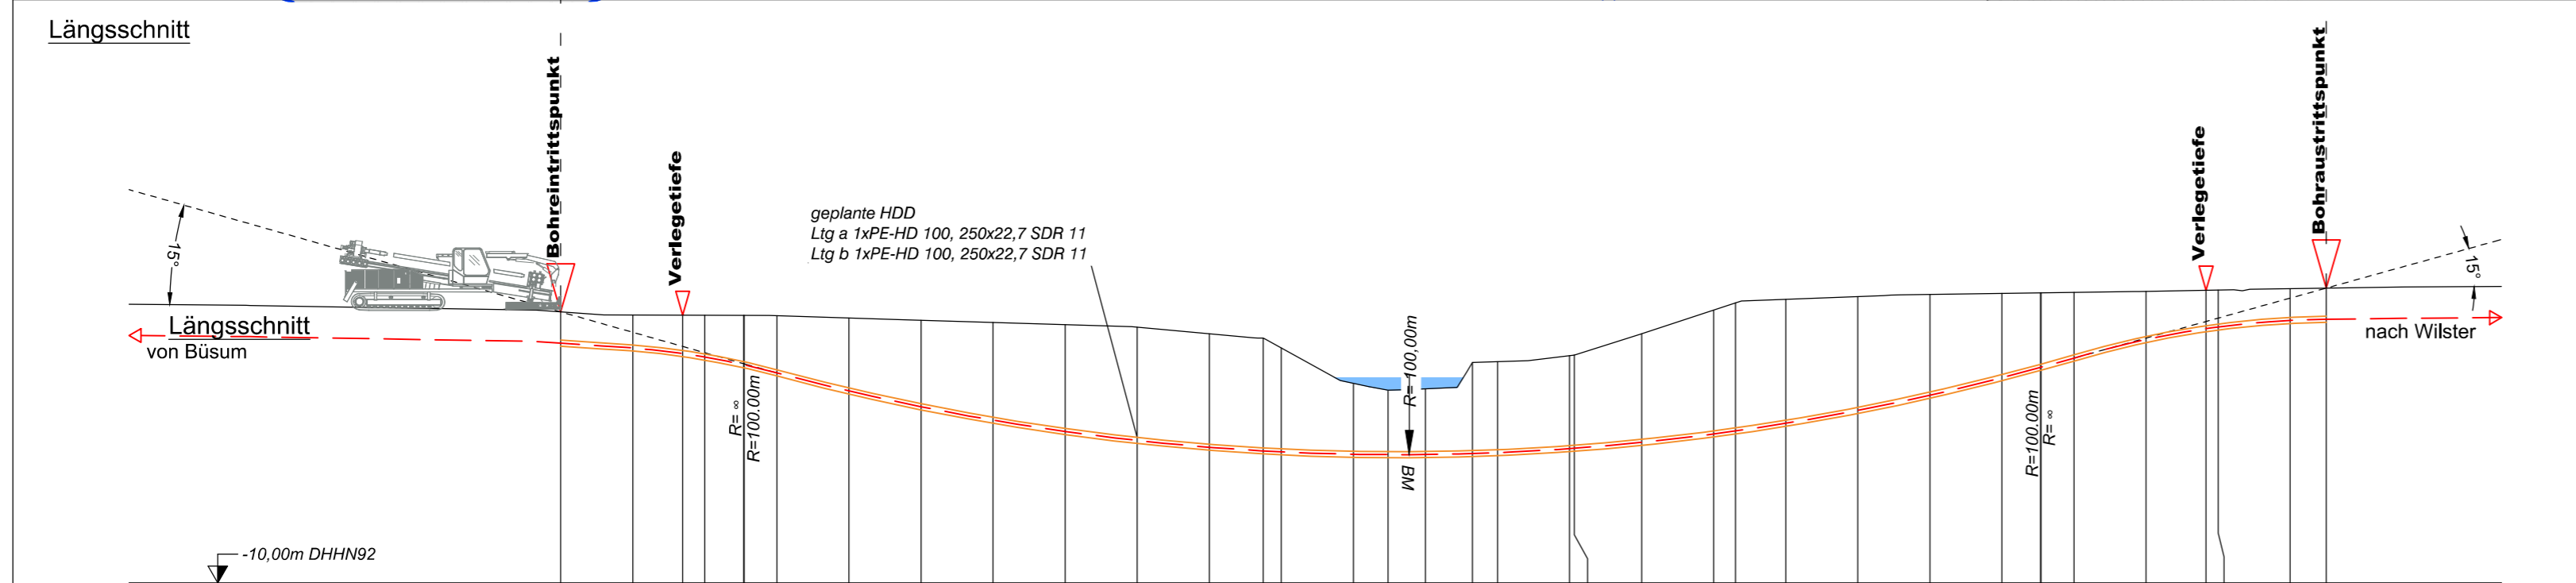 Längsschnitt
Bohreintrittspunkt
Verlegetiefe
geplante HDD
Ltg a 1xPE-HD 100, 250x22,7 SDR 11
Ltg b 1xPE-HD 100, 250x22,7 SDR 11
Verlegetiefe
Bohraustrittspunkt
15°
15°
Längsschnitt
von Büsum
nach Wilster
R= ∞
R=100.00m
R=100,00m
BM
R=100.00m
R= ∞
-10,00m DHHN92